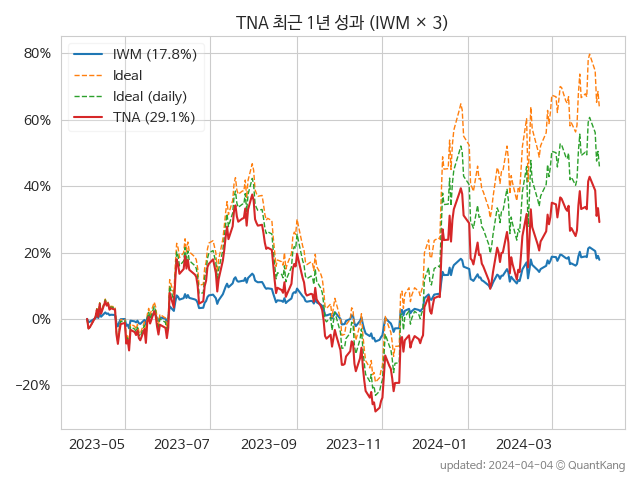 TNA 최근 1년 성과 (IWM × 3)
IWM (17.8%)
Ideal
Ideal (daily)
TNA (29.1%)
80%
60%
40%
20%
0%
−20%
2023−05
2023−07
2023−09
2023−11
2024−01
2024−03
updated: 2024-04-04 © QuantKang